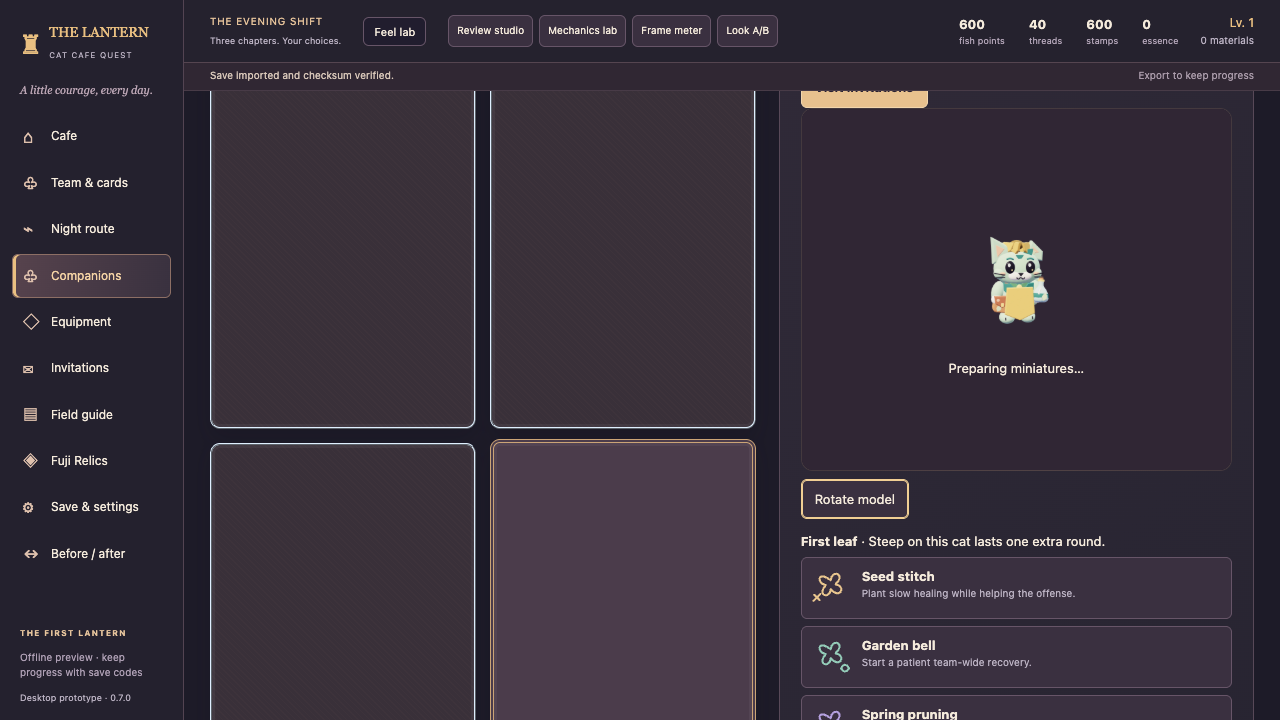 THE LANTERN
CAT CAFE QUEST
A little courage, every day.
Cafe
Team & cards
Night route
Companions
Equipment
Invitations
Field guide
Fuji Relics
Save & settings
Before / after
THE FIRST LANTERN
Offline preview · keep
progress with save codes
Desktop prototype · 0.7.0
THE EVENING SHIFT
Three chapters. Your choices.
Feel lab
Review studio
Mechanics lab
Frame meter
Look A/B
600
fish points
40
threads
600
stamps
0
essence
Lv. 1
0 materials
Save imported and checksum verified.
Export to keep progress
Preparing miniatures...
Rotate model
First leaf · Steep on this cat lasts one extra round.
Seed stitch
Plant slow healing while helping the offense.
Garden bell
Start a patient team-wide recovery.
Spring pruning